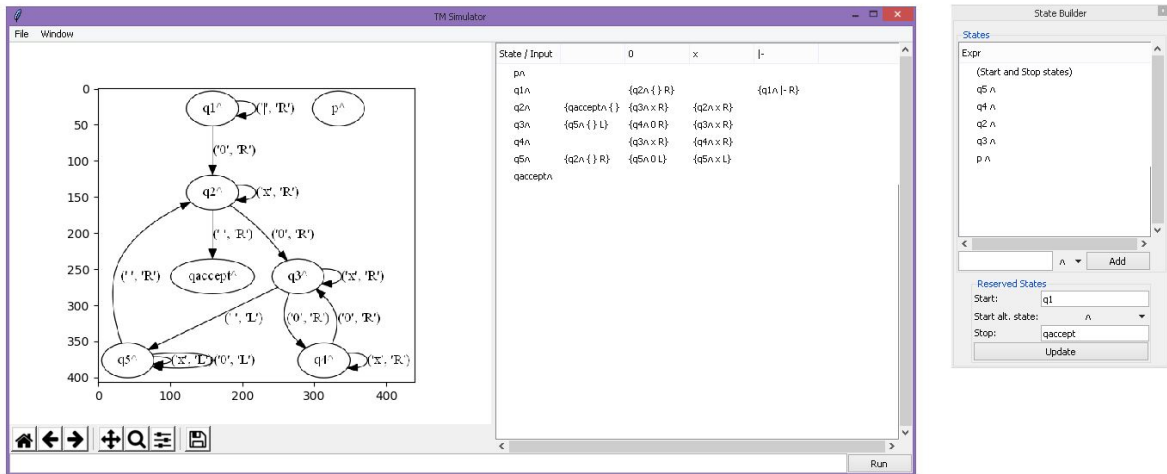 TM Simulator
File Window
0
50
100
150
200
250
300
350
400
0 100 200 300 400
q1^
('|', 'R')
p^
('0', 'R')
q2^
('x', 'R')
(' ', 'R')
('0', 'R')
(' ', 'R')
qaccept^
q3^
('x', 'R')
(' ', 'L')
('0', 'R')
('0', 'R')
q5^
('x', 'L')
('0', 'L')
q4^
('x', 'R')
State / Input 0 x |-
p∧
q1∧ {q2∧ { } R} {q1∧ |- R}
q2∧ {qaccept∧ { } {q3∧ x R} {q2∧ x R}
q3∧ {q5∧ { } L} {q4∧ 0 R} {q3∧ x R}
q4∧ {q3∧ x R} {q4∧ x R}
q5∧ {q2∧ { } R} {q5∧ 0 L} {q5∧ x L}
qaccept∧
Run
State Builder
States
Expr
(Start and Stop states)
q5 ∧
q4 ∧
q2 ∧
q3 ∧
p ∧
∧ Add
Reserved States
Start: q1
Start alt. state: ∧
Stop: qaccept
Update